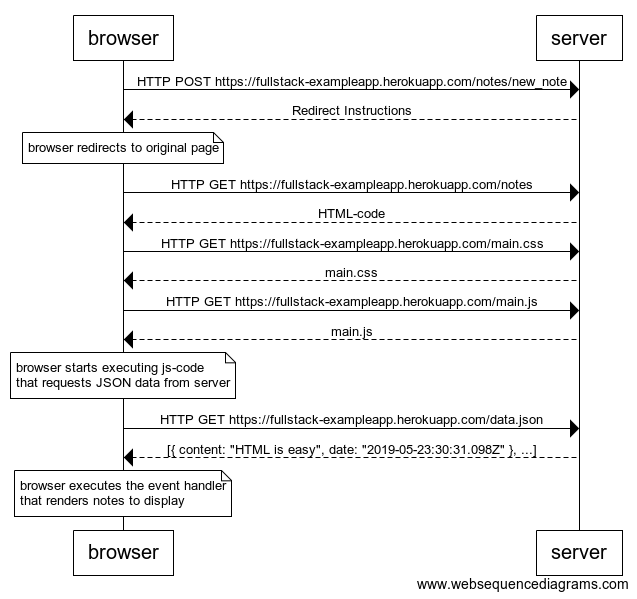 browser
server
HTTP POST https://fullstack-exampleapp.herokuapp.com/notes/new_note
Redirect Instructions
browser redirects to original page
HTTP GET https://fullstack-exampleapp.herokuapp.com/notes
HTML-code
HTTP GET https://fullstack-exampleapp.herokuapp.com/main.css
main.css
HTTP GET https://fullstack-exampleapp.herokuapp.com/main.js
main.js
browser starts executing js-code
that requests JSON data from server
HTTP GET https://fullstack-exampleapp.herokuapp.com/data.json
[{ content: "HTML is easy", date: "2019-05-23:30:31.098Z" }, ...]
browser executes the event handler
that renders notes to display
browser
server
www.websequencediagrams.com